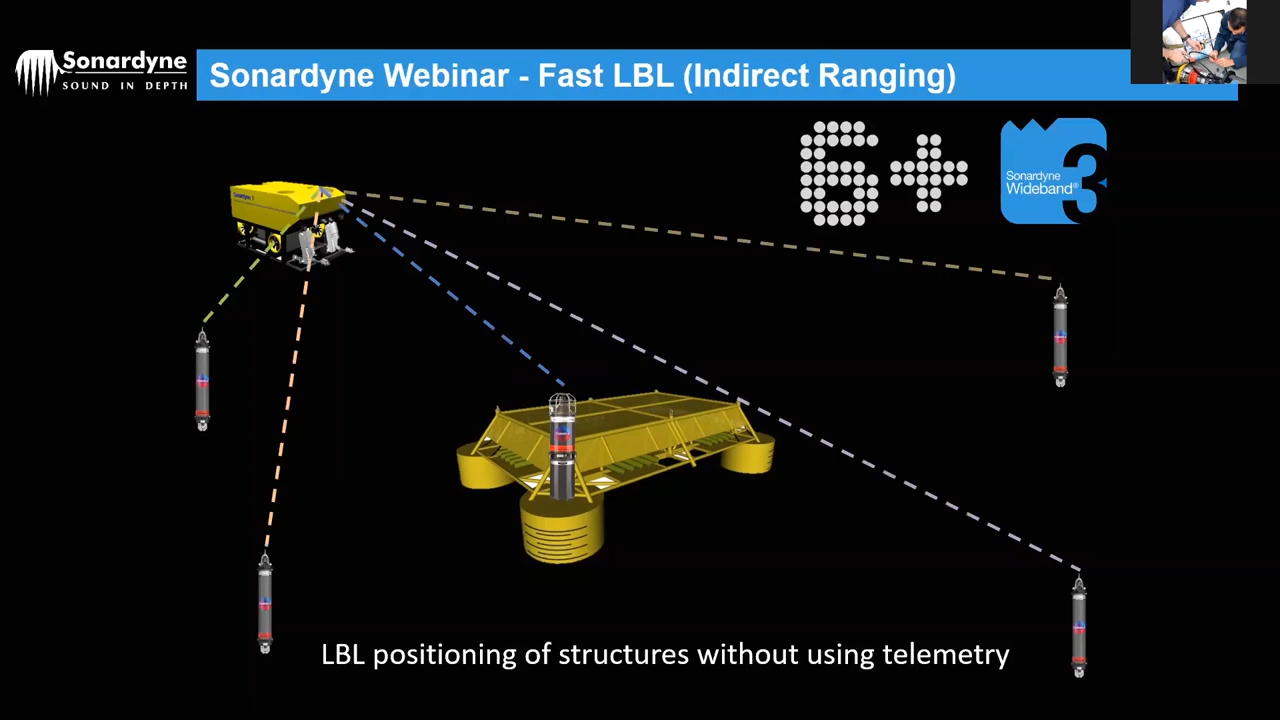 Sonardyne
SOUND IN DEPTH
Sonardyne Webinar - Fast LBL (Indirect Ranging)
6+
Sonardyne
Wideband® 3
LBL positioning of structures without using telemetry